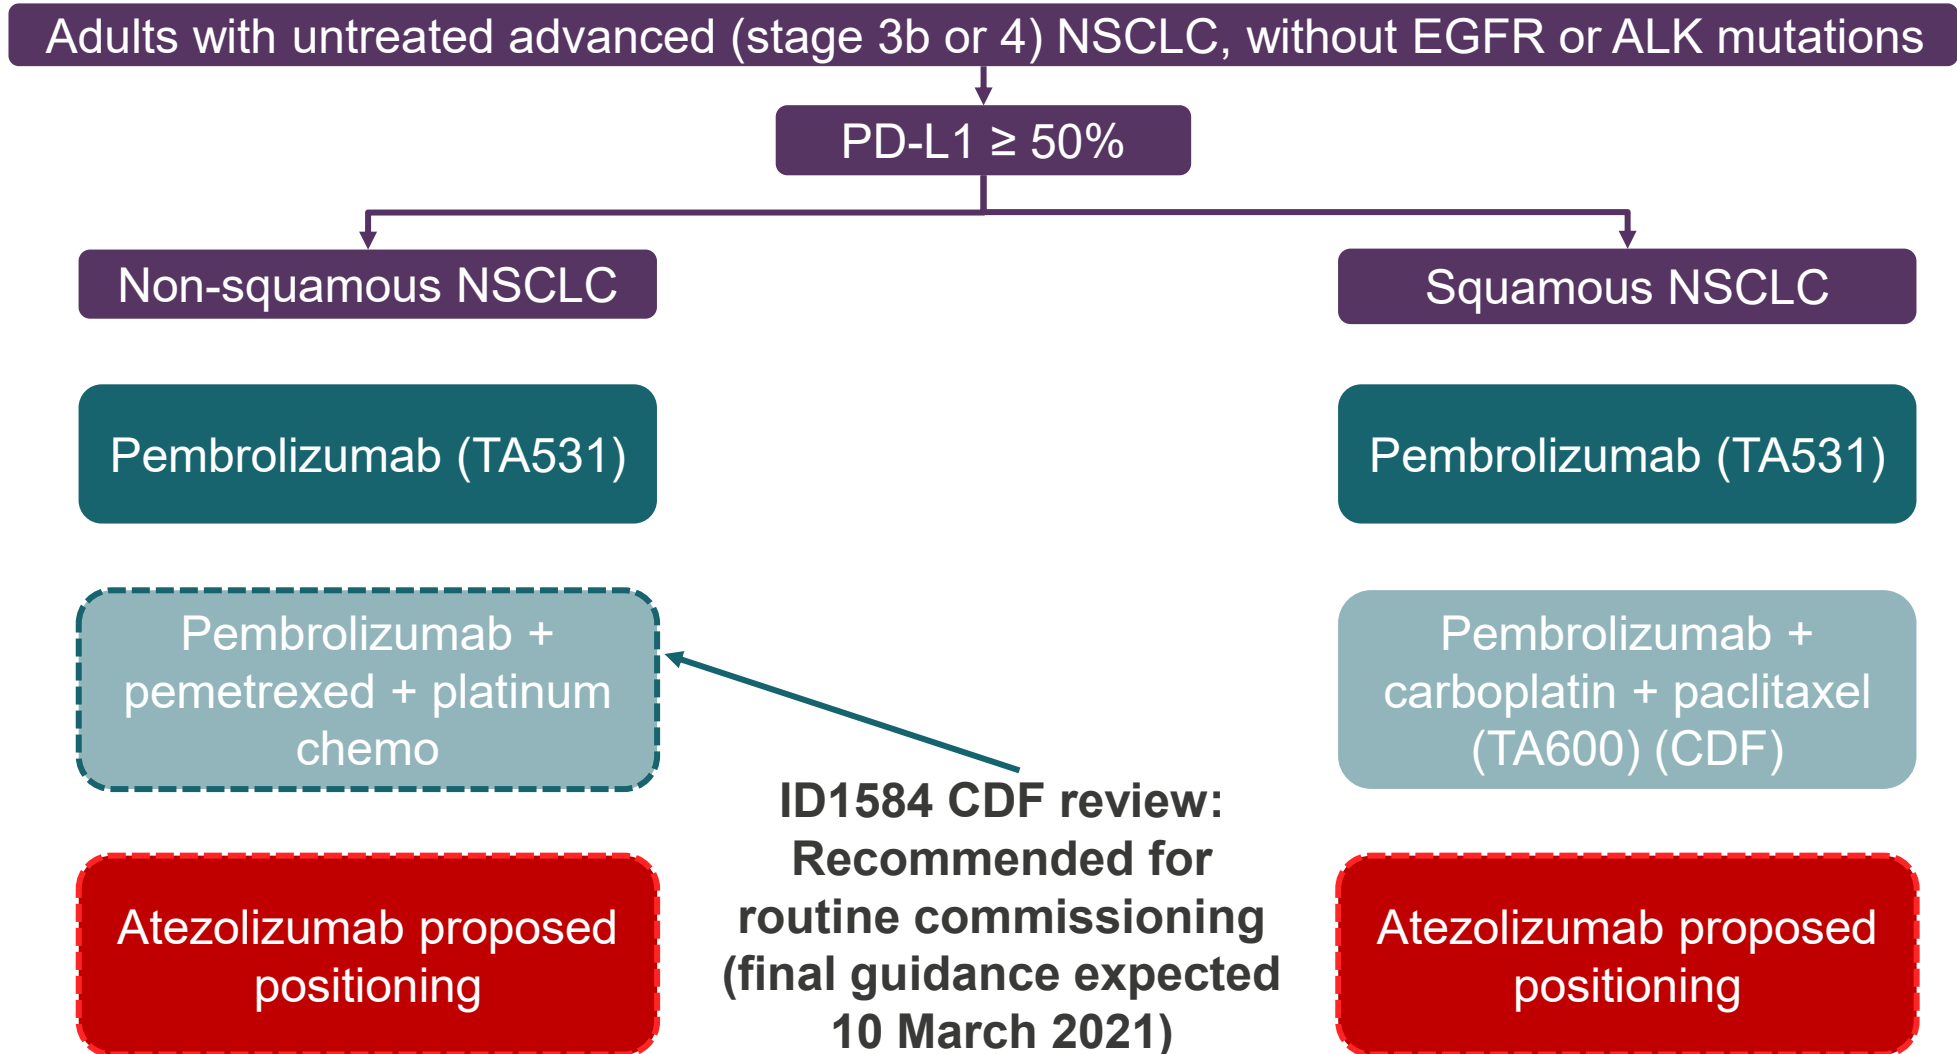 Adults with untreated advanced (stage 3b or 4) NSCLC, without EGFR or ALK mutations
PD-L1 ≥ 50%
Non-squamous NSCLC
Squamous NSCLC
Pembrolizumab (TA531)
Pembrolizumab (TA531)
Pembrolizumab +
pemetrexed + platinum
chemo
Pembrolizumab +
carboplatin + paclitaxel
(TA600) (CDF)
ID1584 CDF review:
Recommended for
routine commissioning
(final guidance expected
10 March 2021)
Atezolizumab proposed
positioning
Atezolizumab proposed
positioning